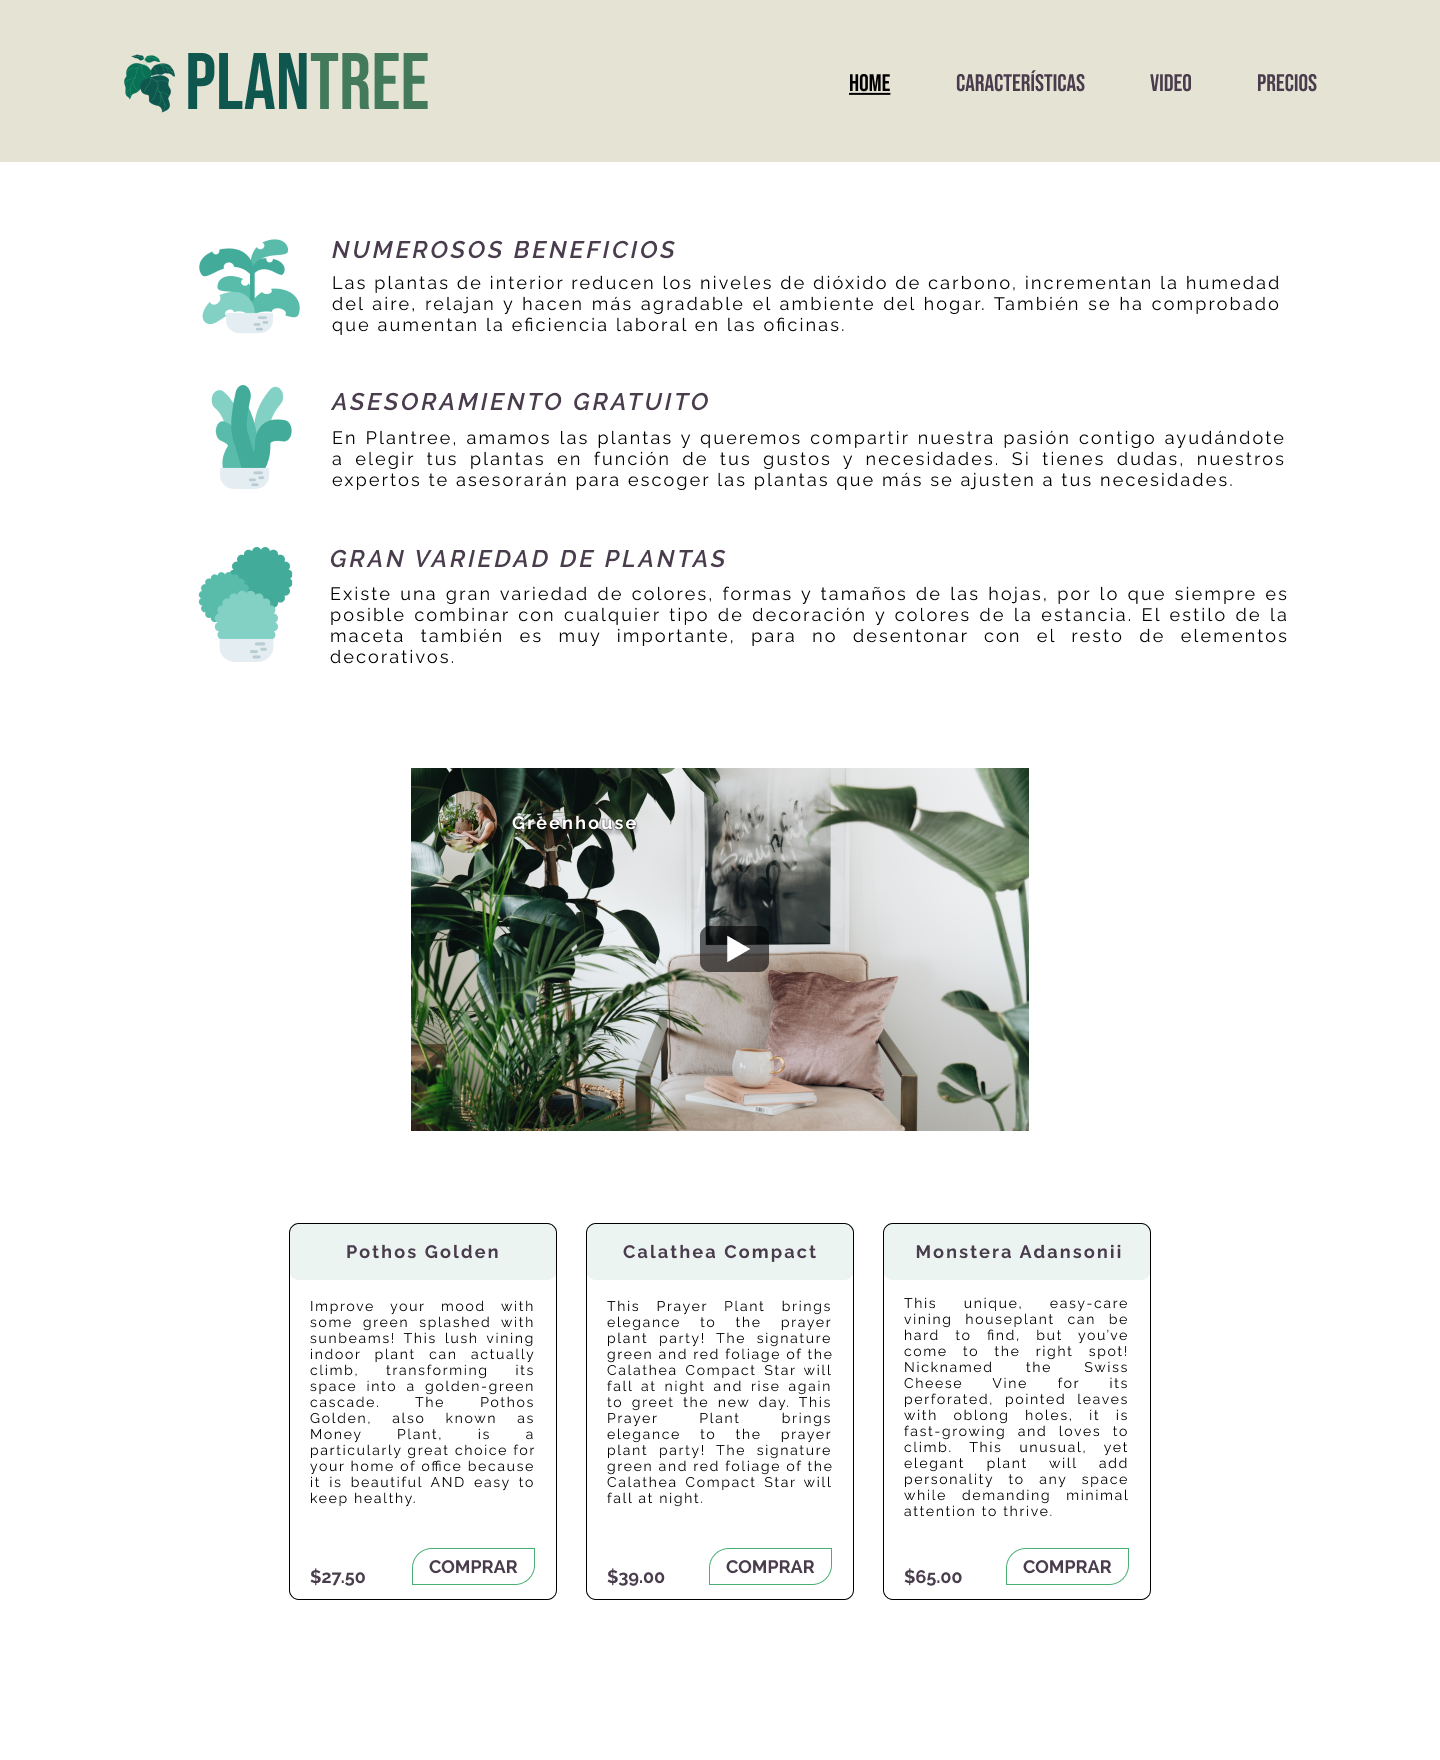 PLANTREE
HOME CARACTERÍSTICAS VIDEO PRECIOS
NUMEROSOS BENEFICIOS
Las plantas de interior reducen los niveles de dióxido de carbono, incrementan la humedad
del aire, relajan y hacen más agradable el ambiente del hogar. También se ha comprobado
que aumentan la eficiencia laboral en las oficinas.
ASESORAMIENTO GRATUITO
En Plantree, amamos las plantas y queremos compartir nuestra pasión contigo ayudándote
a elegir tus plantas en función de tus gustos y necesidades. Si tienes dudas, nuestros
expertos te asesorarán para escoger las plantas que más se ajusten a tus necesidades.
GRAN VARIEDAD DE PLANTAS
Existe una gran variedad de colores, formas y tamaños de las hojas, por lo que siempre es
posible combinar con cualquier tipo de decoración y colores de la estancia. El estilo de la
maceta también es muy importante, para no desentonar con el resto de elementos
decorativos.
Greenhouse
Pothos Golden
Improve your mood with
some green splashed with
sunbeams! This lush vining
indoor plant can actually
climb, transforming its
space into a golden-green
cascade. The Pothos
Golden, also known as
Money Plant, is a
particularly great choice for
your home of office because
it is beautiful AND easy to
keep healthy.
$27.50
COMPRAR
Calathea Compact
This Prayer Plant brings
elegance to the prayer
plant party! The signature
green and red foliage of the
Calathea Compact Star will
fall at night and rise again
to greet the new day. This
Prayer Plant brings
elegance to the prayer
plant party! The signature
green and red foliage of the
Calathea Compact Star will
fall at night.
$39.00
COMPRAR
Monstera Adansonii
This unique, easy-care
vining houseplant can be
hard to find, but you've
come to the right spot!
Nicknamed the Swiss
Cheese Vine for its
perforated, pointed leaves
with oblong holes, it is
fast-growing and loves to
climb. This unusual, yet
elegant plant will add
personality to any space
while demanding minimal
attention to thrive.
$65.00
COMPRAR